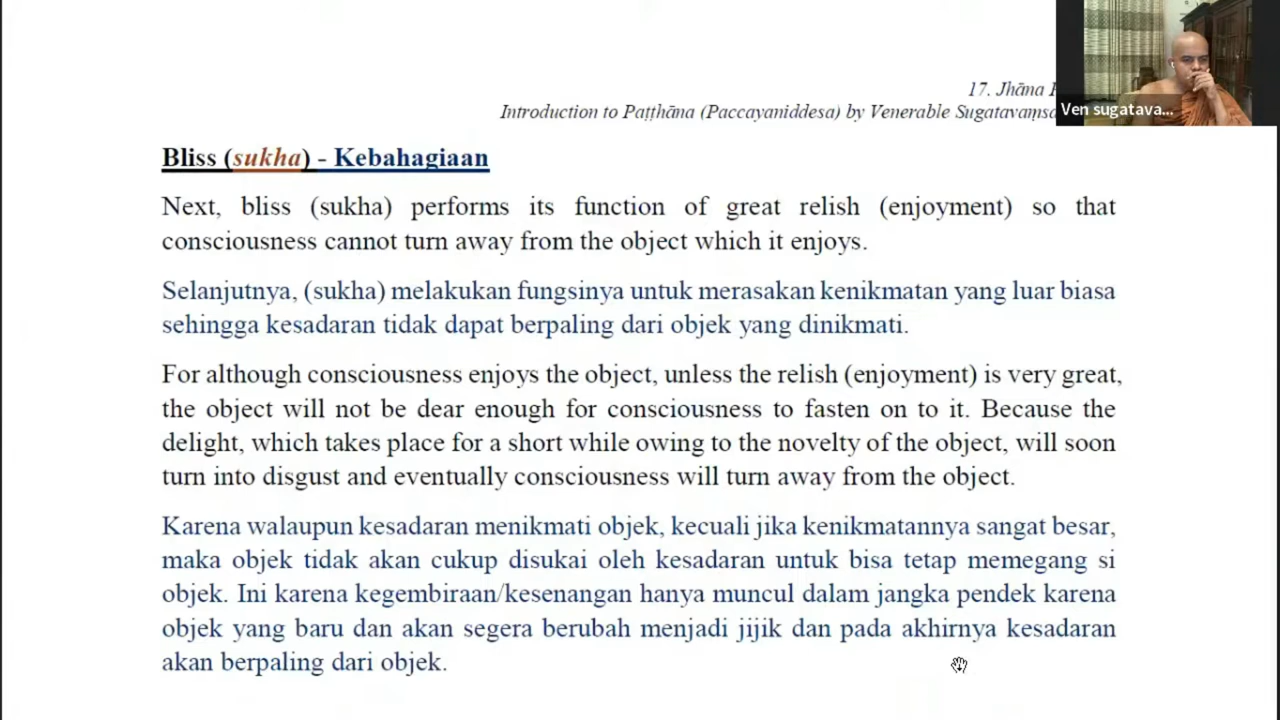 17. Jhāna
Introduction to Paṭṭhāna (Paccayaniddesa) by Venerable Sugatavaṃsa
Ven sugatava...
Bliss (sukha) - Kebahagiaan
Next, bliss (sukha) performs its function of great relish (enjoyment) so that
consciousness cannot turn away from the object which it enjoys.
Selanjutnya, (sukha) melakukan fungsinya untuk merasakan kenikmatan yang luar biasa
sehingga kesadaran tidak dapat berpaling dari objek yang dinikmati.
For although consciousness enjoys the object, unless the relish (enjoyment) is very great,
the object will not be dear enough for consciousness to fasten on to it. Because the
delight, which takes place for a short while owing to the novelty of the object, will soon
turn into disgust and eventually consciousness will turn away from the object.
Karena walaupun kesadaran menikmati objek, kecuali jika kenikmatannya sangat besar,
maka objek tidak akan cukup disukai oleh kesadaran untuk bisa tetap memegang si
objek. Ini karena kegembiraan/kesenangan hanya muncul dalam jangka pendek karena
objek yang baru dan akan segera berubah menjadi jijik dan pada akhirnya kesadaran
akan berpaling dari objek.